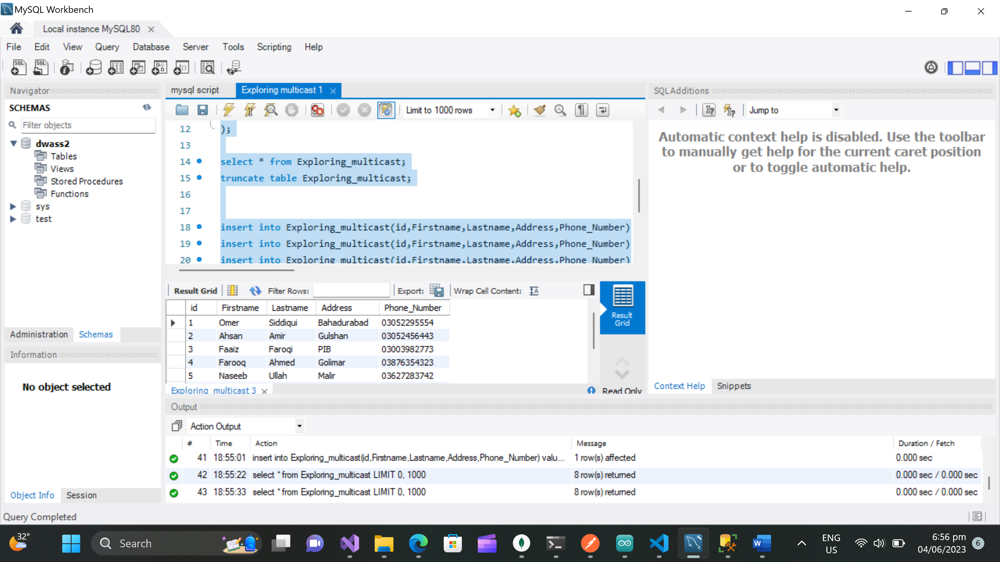 MySQL Workbench
Local instance MySQL80
File Edit View Query Database Server Tools Scripting Help
Navigator
SCHEMAS
Filter objects
dwass2
Tables
Views
Stored Procedures
Functions
sys
test
Administration Schemas
Information
No object selected
Object Info Session
mysql script Exploring multicast 1
Limit to 1000 rows
12 );
13
14 select * from Exploring_multicast;
15 truncate table Exploring_multicast;
16
17
18 insert into Exploring_multicast(id,Firstname,Lastname,Address,Phone_Number)
19 insert into Exploring_multicast(id,Firstname,Lastname,Address,Phone_Number)
20 insert into Exploring_multicast(id,Firstname,Lastname,Address,Phone_Number)
Result Grid Filter Rows: Export: Wrap Cell Content:
id Firstname Lastname Address Phone_Number
1 Omer Siddiqui Bahadurabad 03052295554
2 Ahsan Amir Gulshan 03052456443
3 Faaiz Faroqi PIB 03003982773
4 Farooq Ahmed Golimar 03876354323
5 Naseeb Ullah Malir 03627283742
Result
Grid
Exploring_multicast 3 Read Only
SQLAdditions
Jump to
Automatic context help is disabled. Use the toolbar
to manually get help for the current caret position
or to toggle automatic help.
Context Help Snippets
Output
Action Output
# Time Action Message Duration / Fetch
41 18:55:01 insert into Exploring_multicast(id,Firstname,Lastname,Address,Phone_Number) valu... 1 row(s) affected 0.000 sec
42 18:55:22 select * from Exploring_multicast LIMIT 0, 1000 8 row(s) returned 0.000 sec / 0.000 sec
43 18:55:33 select * from Exploring_multicast LIMIT 0, 1000 8 row(s) returned 0.000 sec / 0.000 sec
Query Completed
32°
Search
ENG
US
6:56 pm
04/06/2023
6